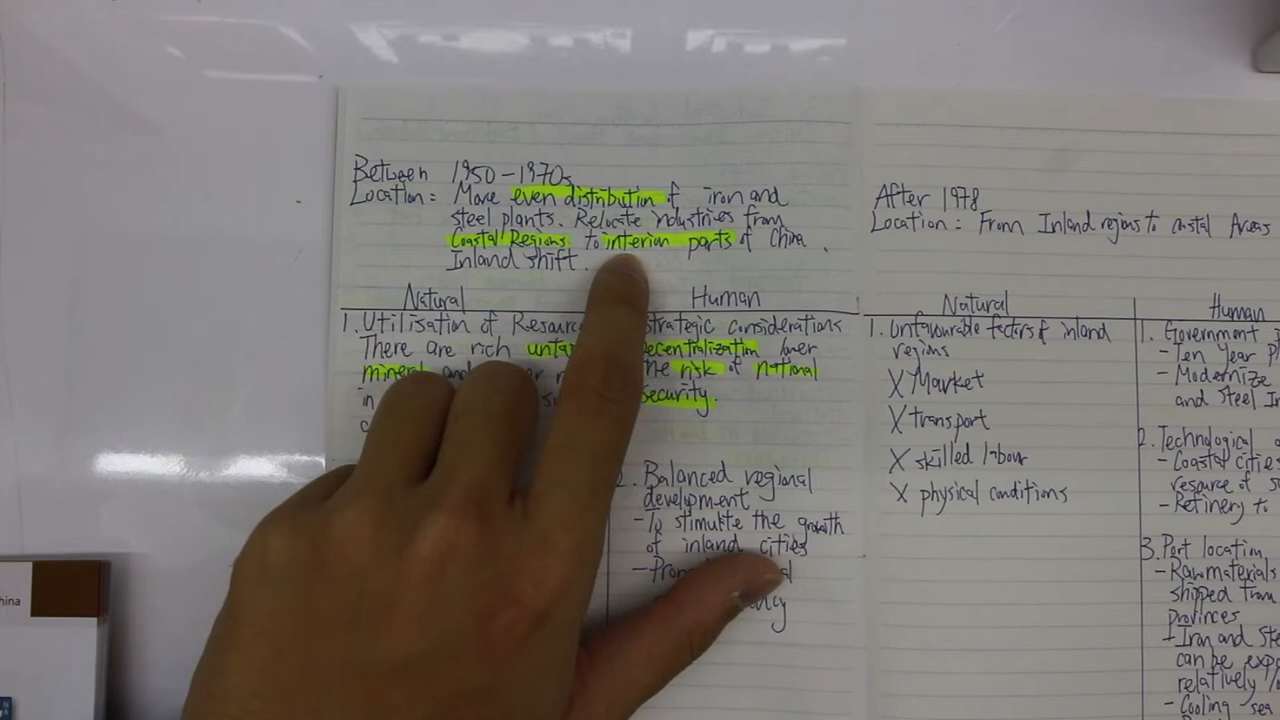 Between 1950-1970s
Location: More even distribution of iron and
steel plants. Relocate industries from
Coastal Regions to interior parts of China.
Inland shift.
Natural Human
1. Utilisation of strategic considerations
There are rich lower
mineral the risk of national
in security.
2. Balanced regional
development
- To stimulate the growth
of inland cities
After 1978
Location: From Inland regions to coastal Areas
Natural Human
1. Unfavourable factors of inland
regions
X Market
X transport
X skilled labour
X physical conditions
1. Government
- Ten Year
- Modernize
and Steel
2. Technological
- Coastal cities
resource of
- Refinery to
3. Port location
- Raw materials
shipped from
provinces
- Iron and
can be
relatively
- Cooling sea
china